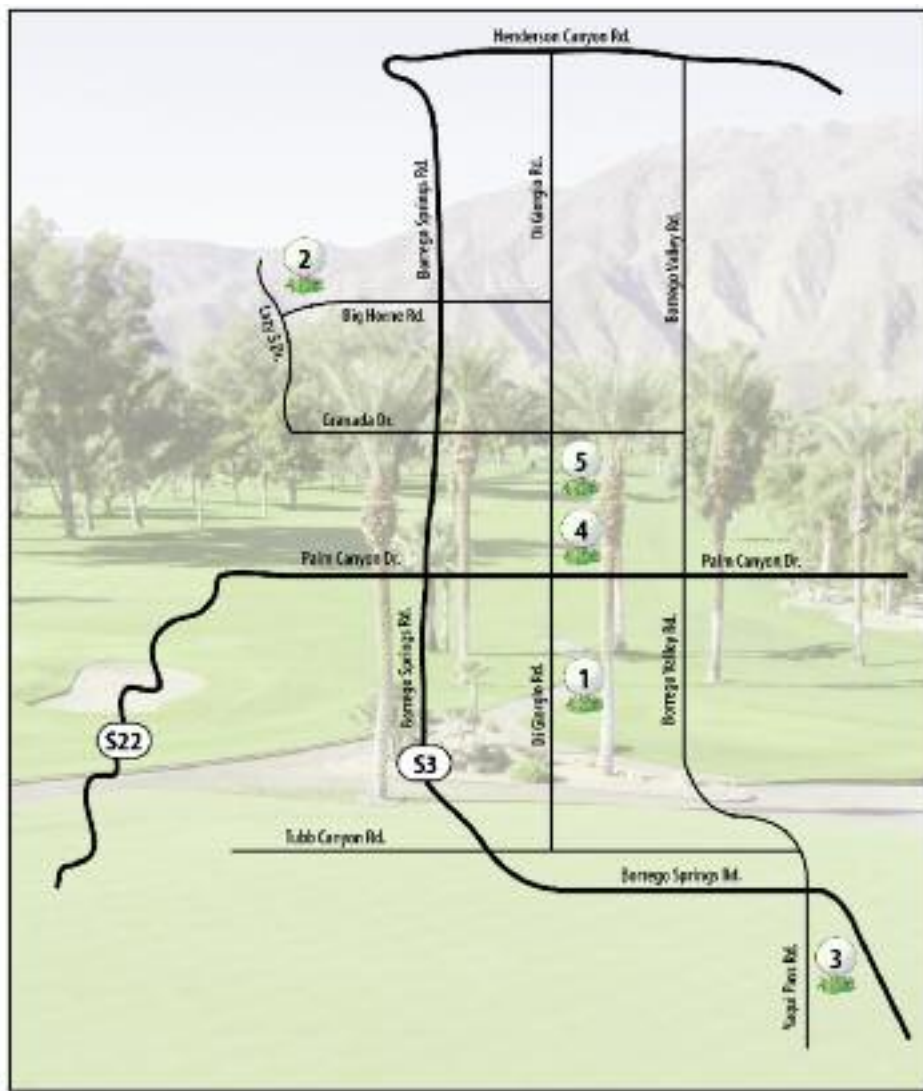 Henderson Canyon Rd.
Borrego Springs Rd.
Di Giorgio Rd.
Borrego Valley Rd.
2
Big Horne Rd.
Lazy S Dr.
Granada Dr.
5
4
Palm Canyon Dr.
Palm Canyon Dr.
Borrego Springs Rd.
Di Giorgio Rd.
Borrego Valley Rd.
1
S22
S3
Tubb Canyon Rd.
Borrego Springs Rd.
Yaqui Pass Rd.
3